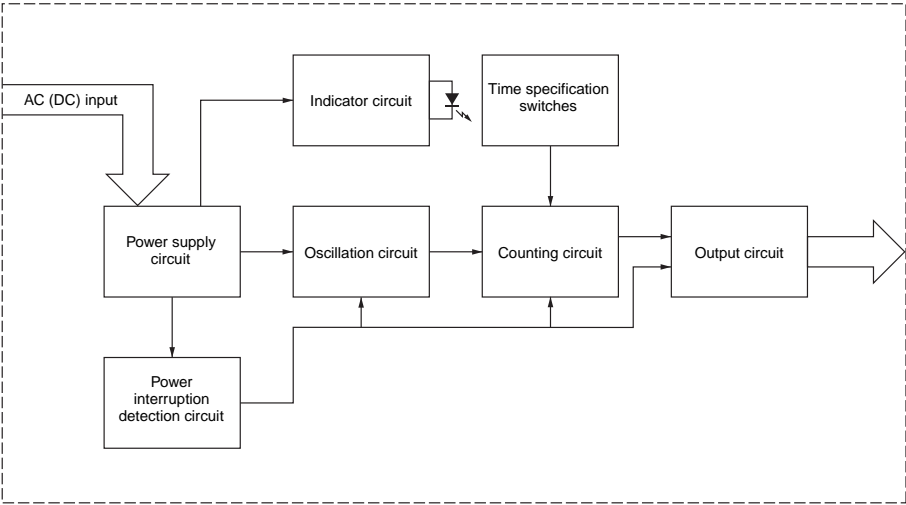 AC (DC) input
Indicator circuit
Time specification
switches
Power supply
circuit
Oscillation circuit
Counting circuit
Output circuit
Power
interruption
detection circuit